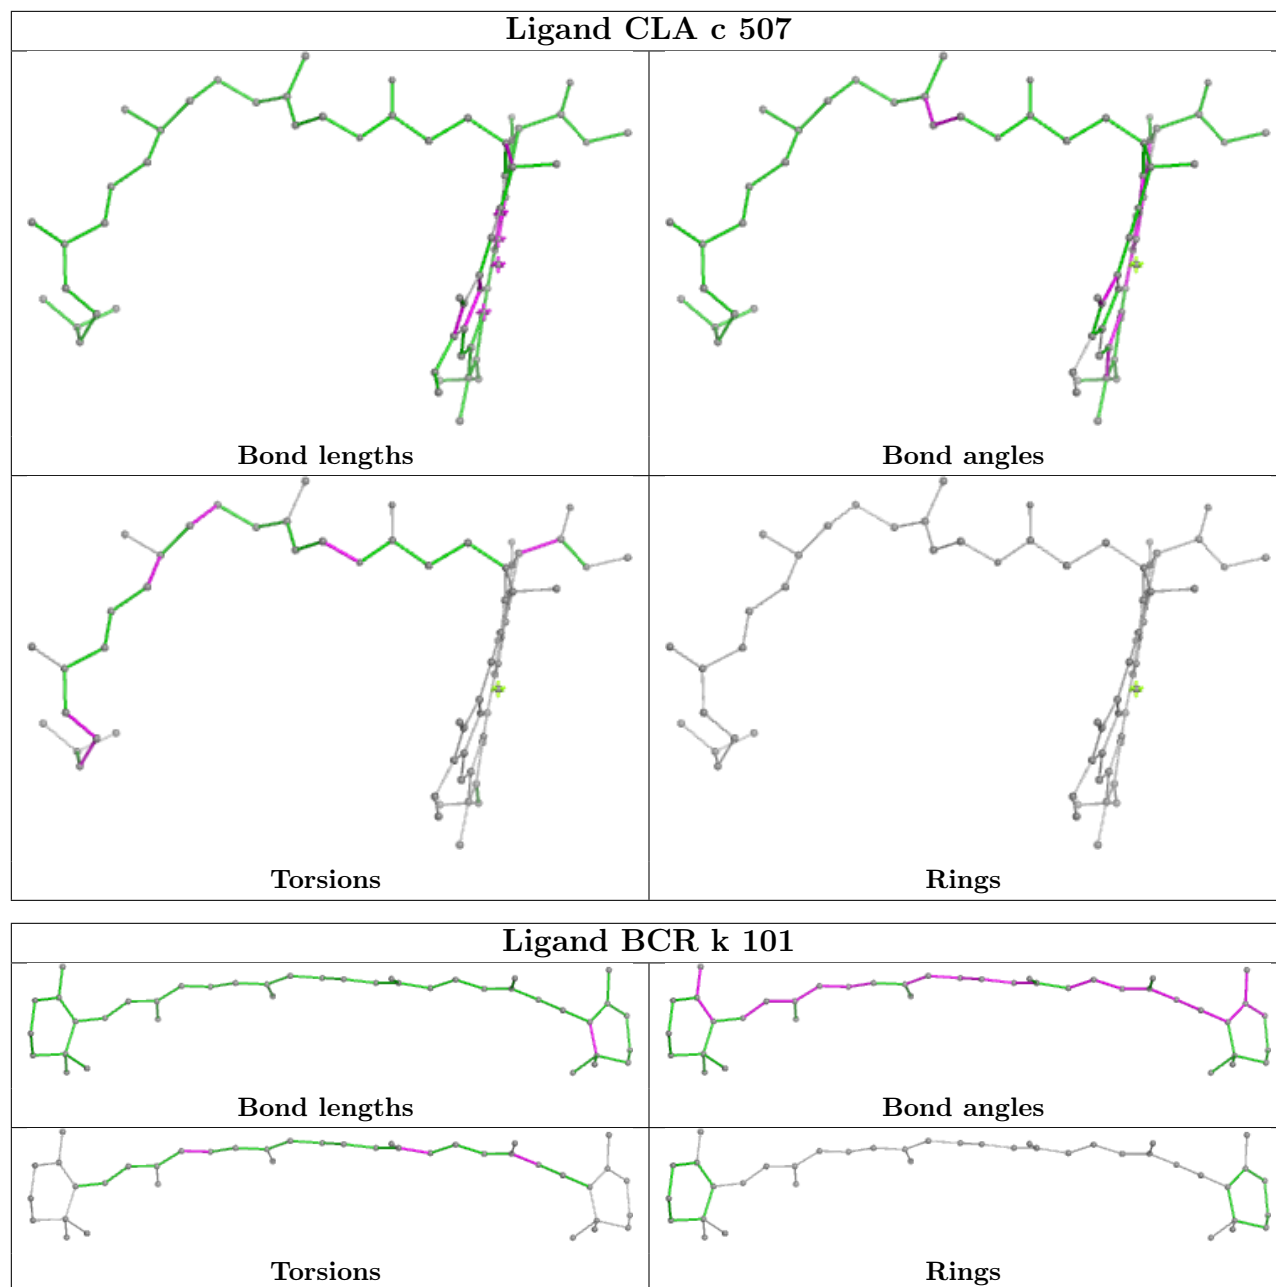 Ligand CLA c 507
Bond lengths
Bond angles
Torsions
Rings
Ligand BCR k 101
Bond lengths
Bond angles
Torsions
Rings